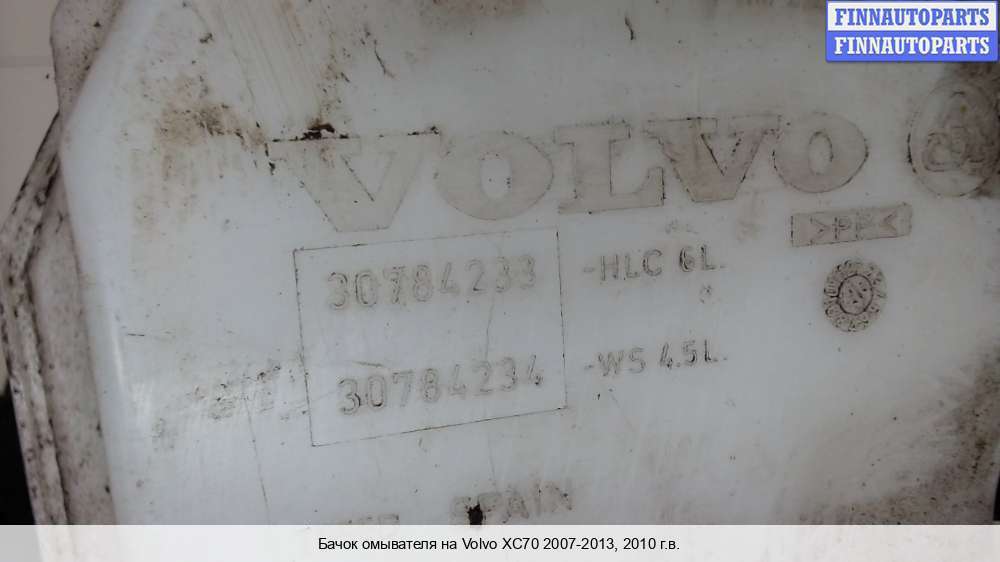 FINNAUTOPARTS
FINNAUTOPARTS
VOLVO
>PP<
30784233 -HLC 6L.
30784234 -WS 4.5L.
SPAIN
Бачок омывателя на Volvo XC70 2007-2013, 2010 г.в.